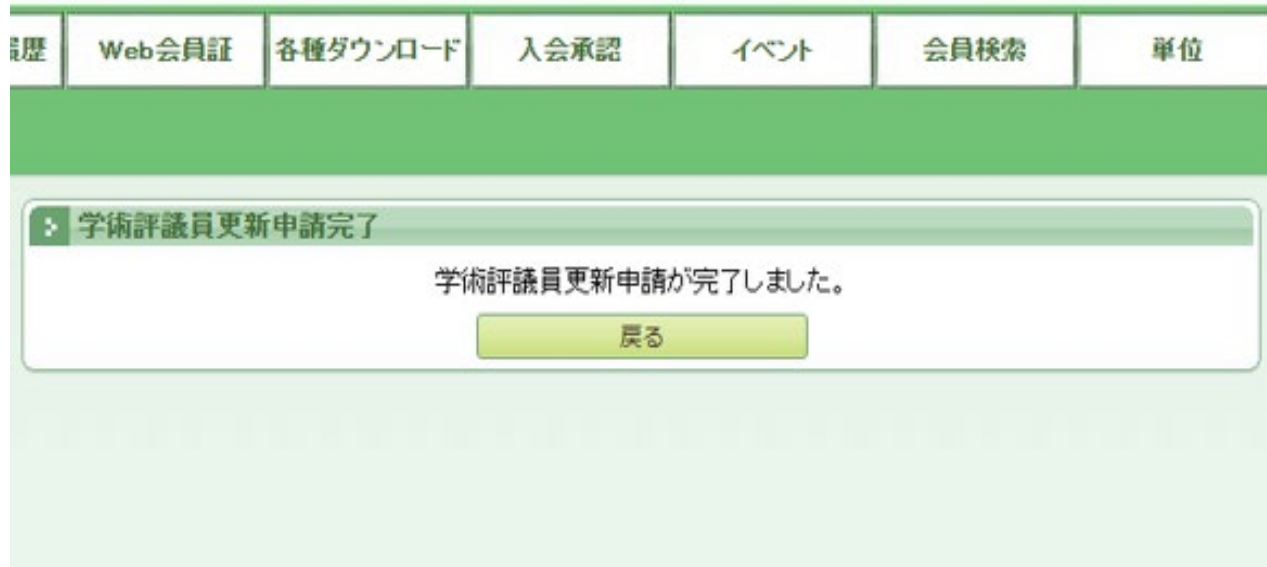 歴 Web会員証 各種ダウンロード 入会承認 イベント 会員検索 単位
学術評議員更新申請完了
学術評議員更新申請が完了しました。
戻る